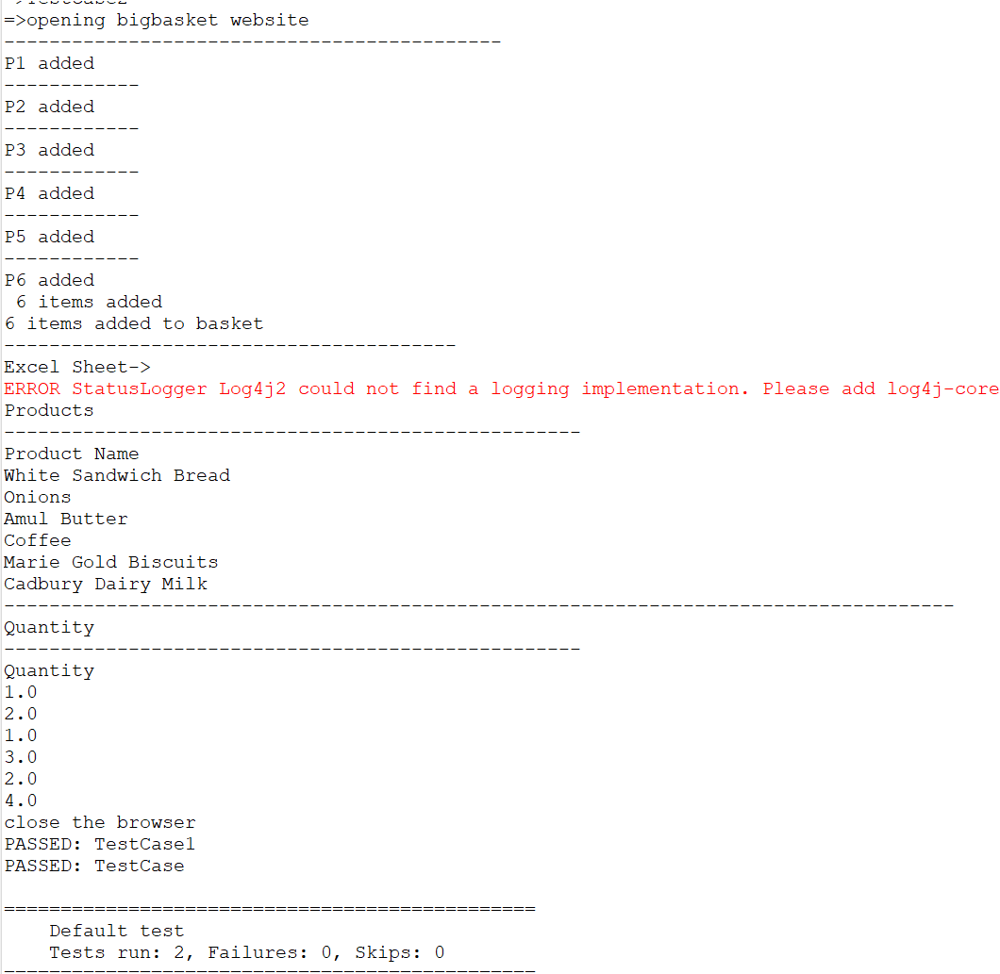 =>opening bigbasket website
--------------------------------------------
P1 added
------------
P2 added
------------
P3 added
------------
P4 added
------------
P5 added
------------
P6 added
 6 items added
6 items added to basket
----------------------------------------
Excel Sheet->
ERROR StatusLogger Log4j2 could not find a logging implementation. Please add log4j-core
Products
---------------------------------------------------
Product Name
White Sandwich Bread
Onions
Amul Butter
Coffee
Marie Gold Biscuits
Cadbury Dairy Milk
------------------------------------------------------------------------------------
Quantity
---------------------------------------------------
Quantity
1.0
2.0
1.0
3.0
2.0
4.0
close the browser
PASSED: TestCase1
PASSED: TestCase

===============================================
    Default test
    Tests run: 2, Failures: 0, Skips: 0
===============================================